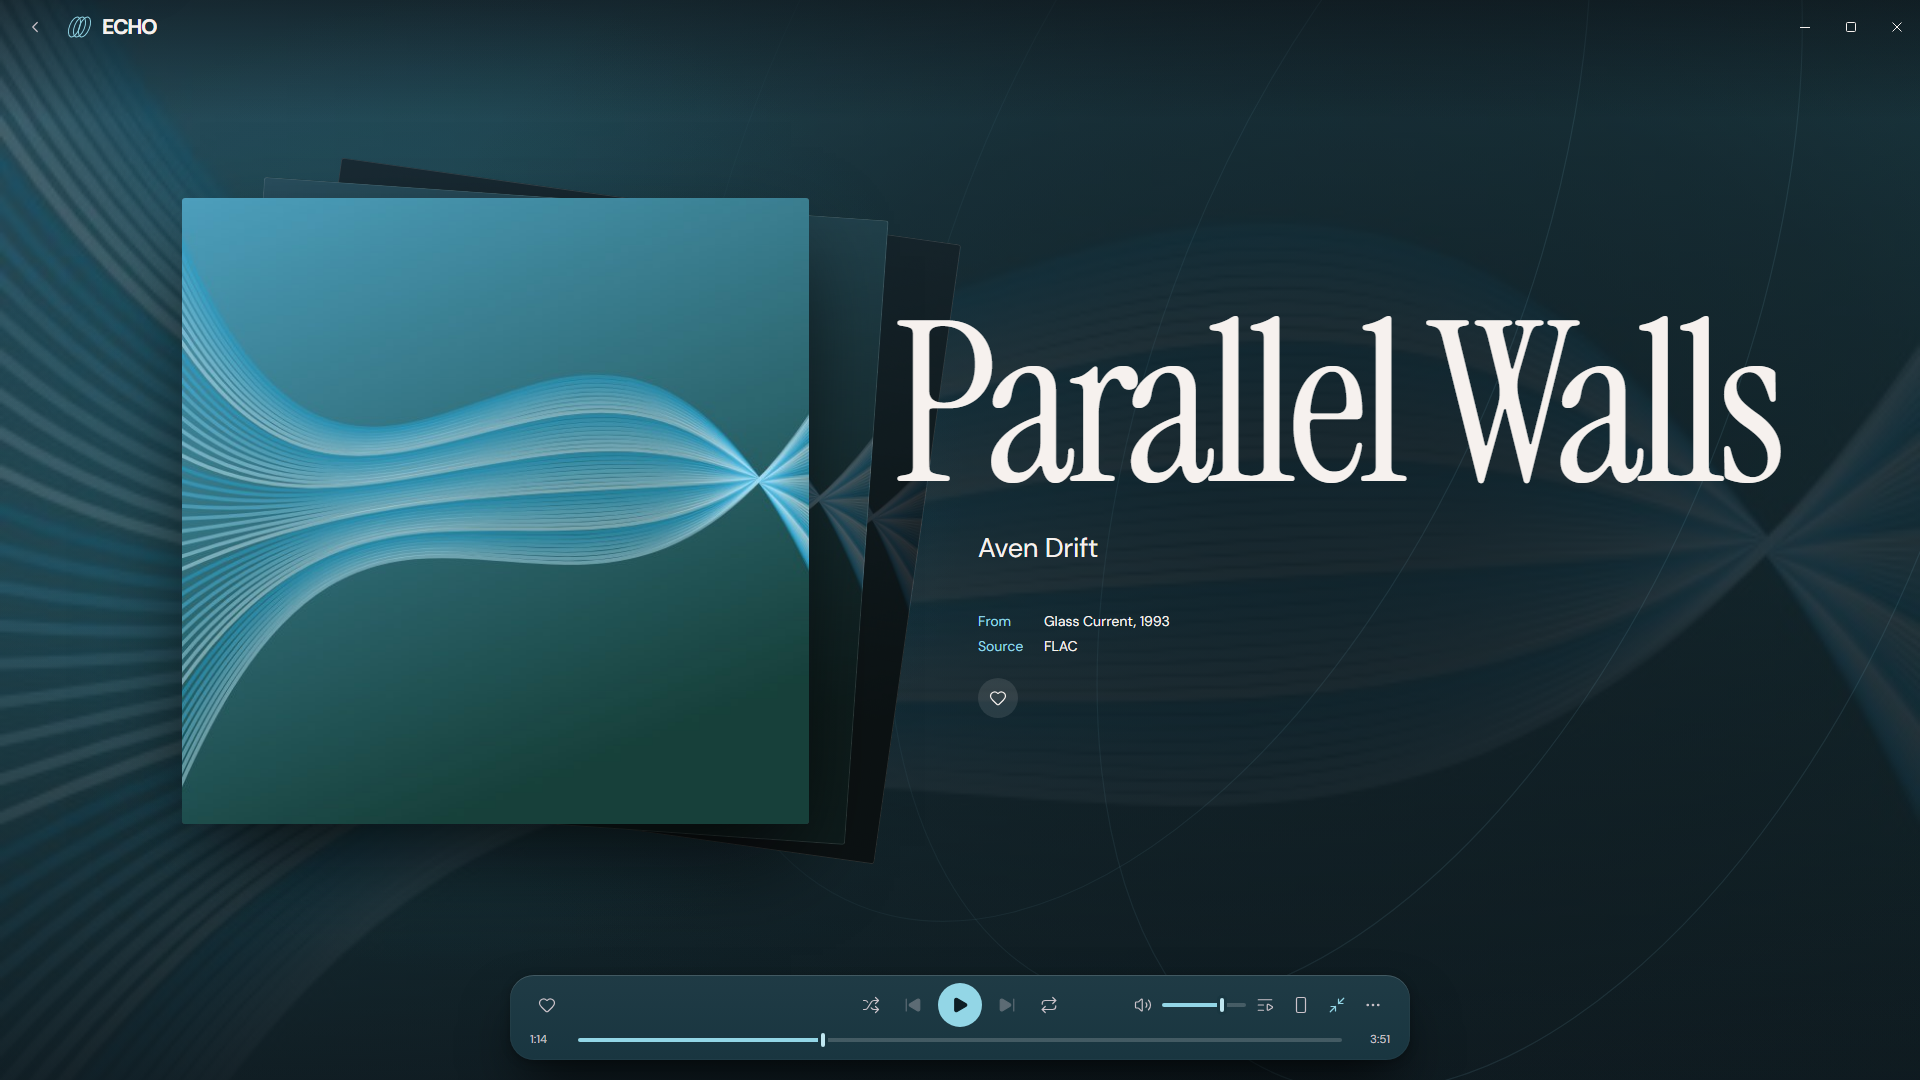 ECHO
Parallel Walls
Aven Drift
From Glass Current, 1993
Source FLAC
1:14
3:51